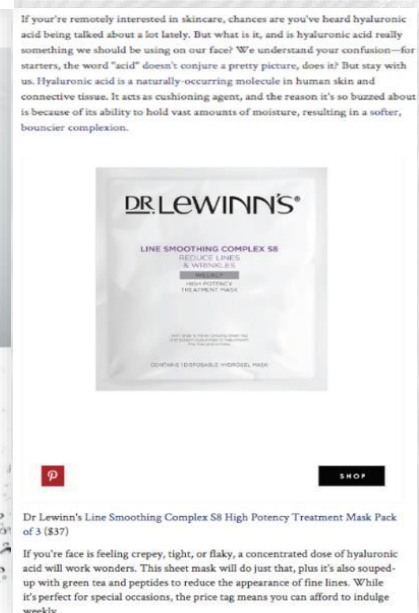 If your're remotely interested in skincare, chances are you've heard hyaluronic
acid being talked about a lot lately. But what is it, and is hyaluronic acid really
something we should be using on our face? We understand your confusion—for
starters, the word "acid" doesn't conjure a pretty picture, does it? But stay with
us. Hyaluronic acid is a naturally-occurring molecule in human skin and
connective tissue. It acts as cushioning agent, and the reason it's so buzzed about
is because of its ability to hold vast amounts of moisture, resulting in a softer,
bouncier complexion.
DR. LEWINN'S®
LINE SMOOTHING COMPLEX S8
REDUCE LINES
& WRINKLES
WEEKLY
HIGH POTENCY
TREATMENT MASK
CONTAINS 1 DISPOSABLE HYDROGEL MASK
SHOP
Dr Lewinn's Line Smoothing Complex S8 High Potency Treatment Mask Pack
of 3 ($37)
If you're face is feeling crepey, tight, or flaky, a concentrated dose of hyaluronic
acid will work wonders. This sheet mask will do just that, plus it's also souped-
up with green tea and peptides to reduce the appearance of fine lines. While
it's perfect for special occasions, the price tag means you can afford to indulge
weekly.